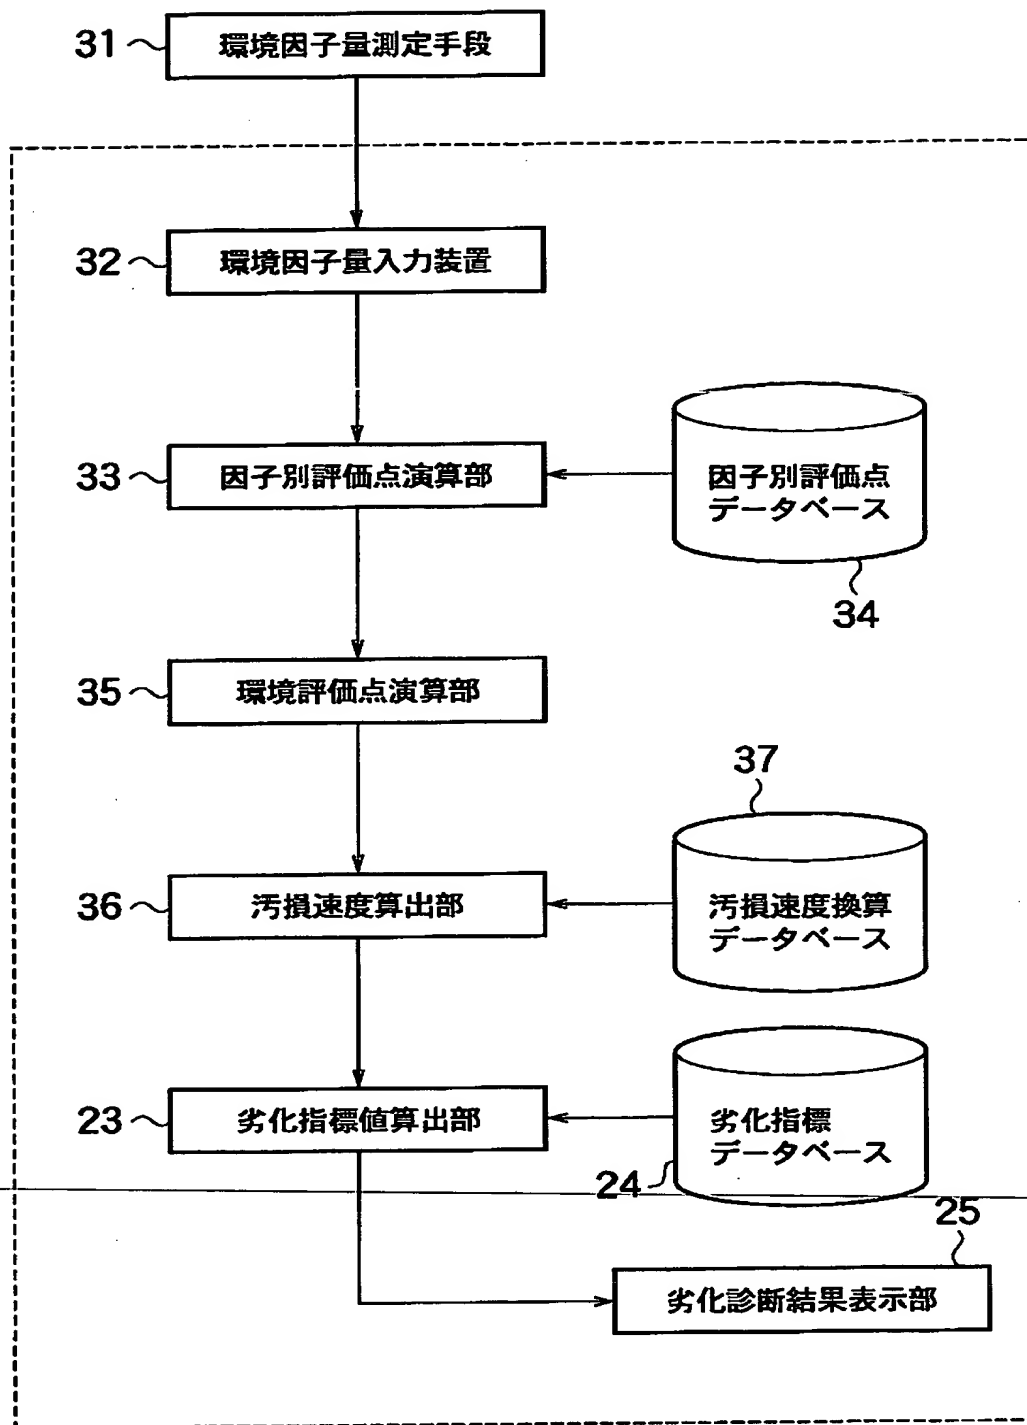 31
環境因子量測定手段
32
環境因子量入力装置
33
因子別評価点演算部
因子別評価点
データベース
34
35
環境評価点演算部
37
36
汚損速度算出部
汚損速度換算
データベース
23
劣化指標値算出部
劣化指標
データベース
24
25
劣化診断結果表示部